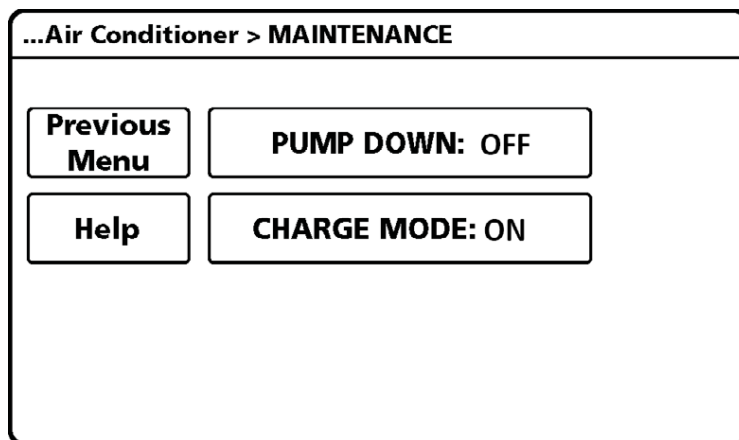 ...Air Conditioner > MAINTENANCE
Previous
Menu
PUMP DOWN: OFF
Help
CHARGE MODE: ON